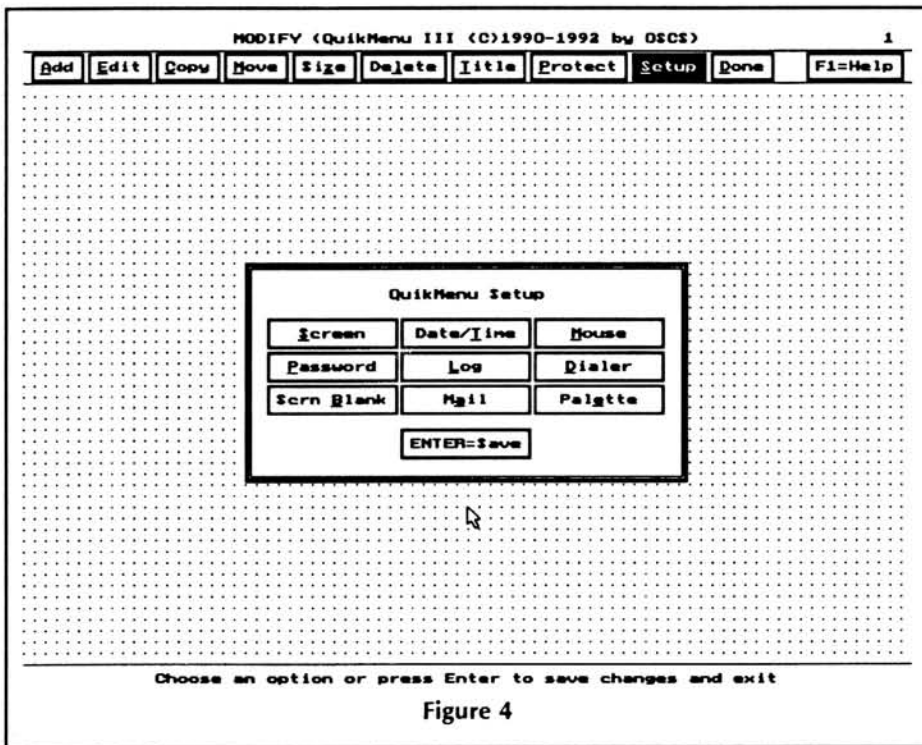 MODIFY (QuikMenu III (C)1990-1992 by OSCS) 1
Add Edit Copy Move Size Delete Title Protect Setup Done F1=Help
QuikMenu Setup
Screen Date/Time Mouse
Password Log Dialer
Scrn Blank Mail Palette
ENTER=Save
Choose an option or press Enter to save changes and exit
Figure 4